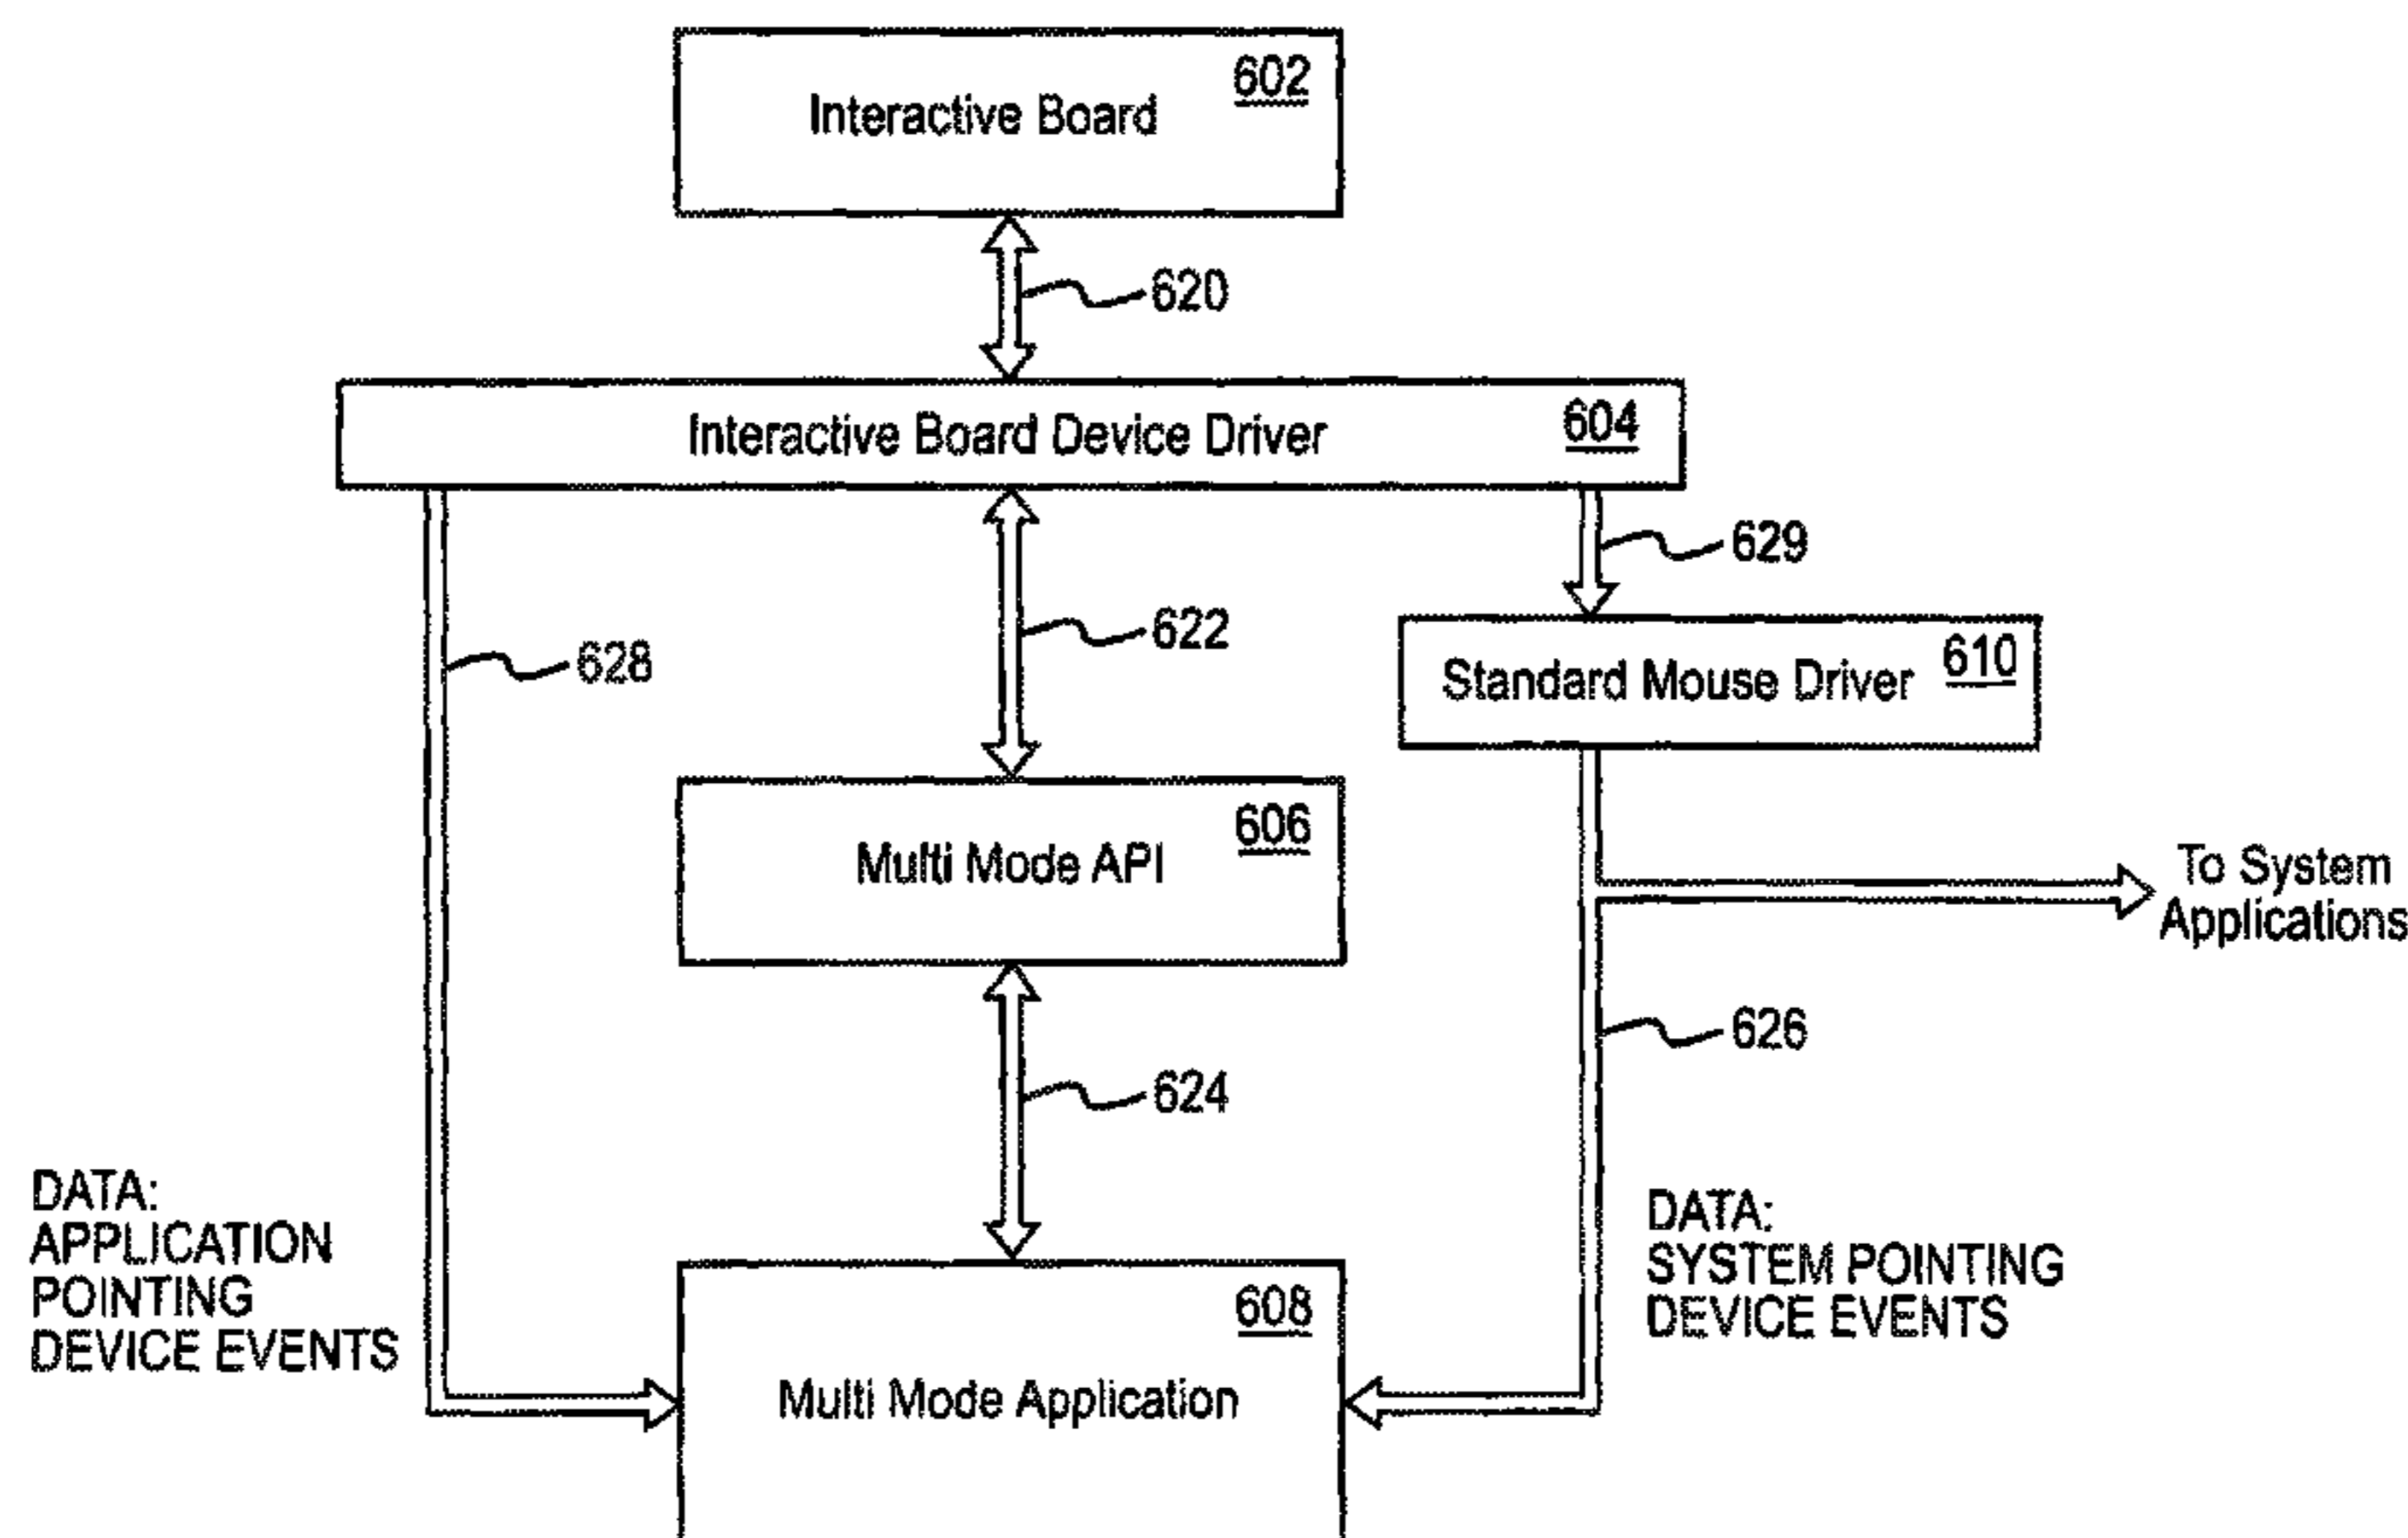 602
Interactive Board
620
Interactive Board Device Driver
604
629
622
628
Standard Mouse Driver
610
606
Multi Mode API
To System
Applications
626
624
DATA:
APPLICATION
POINTING
DEVICE EVENTS
DATA:
SYSTEM POINTING
DEVICE EVENTS
608
Multi Mode Application